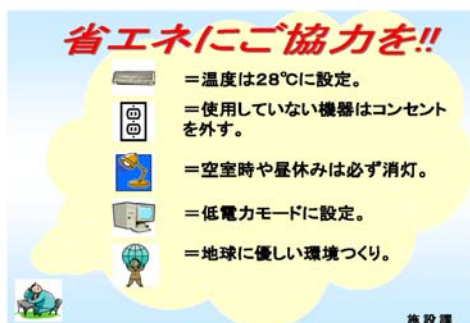 省エネにご協力を!!
＝温度は28℃に設定。
＝使用していない機器はコンセント
を外す。
＝空室時や昼休みは必ず消灯。
＝低電力モードに設定。
＝地球に優しい環境つくり。
施設課